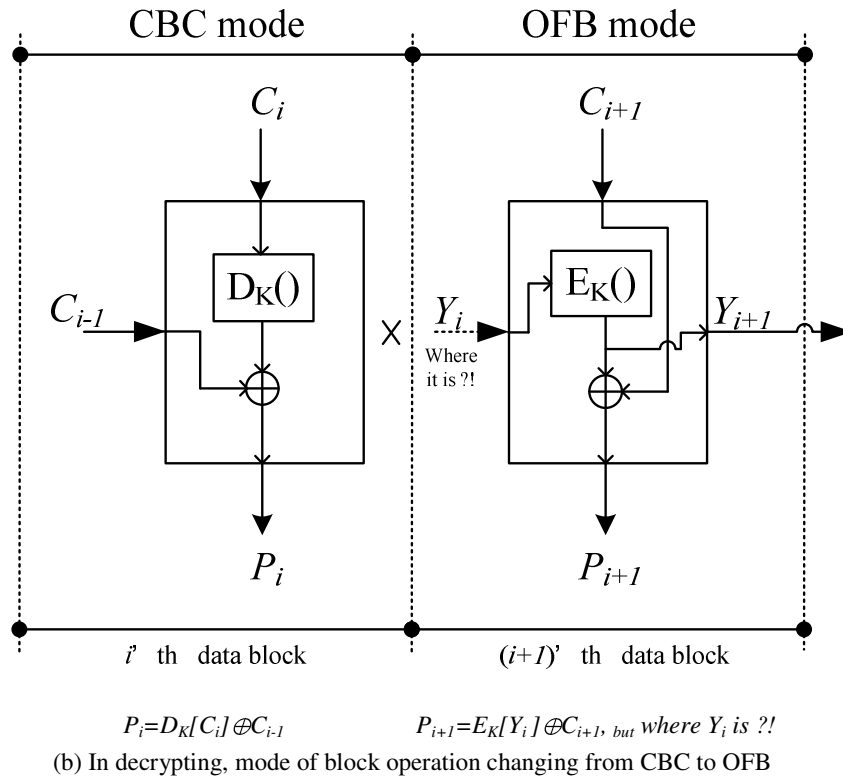 CBC mode OFB mode
C_i C_{i+1}
D_K() E_K()
C_{i-1} Y_i Y_{i+1}
Where
it is ?!
P_i P_{i+1}
i' th data block (i+1)' th data block
P_i=D_K[C_i]⊕C_{i-1} P_{i+1}=E_K[Y_i]⊕C_{i+1}, but where Y_i is ?!
(b) In decrypting, mode of block operation changing from CBC to OFB